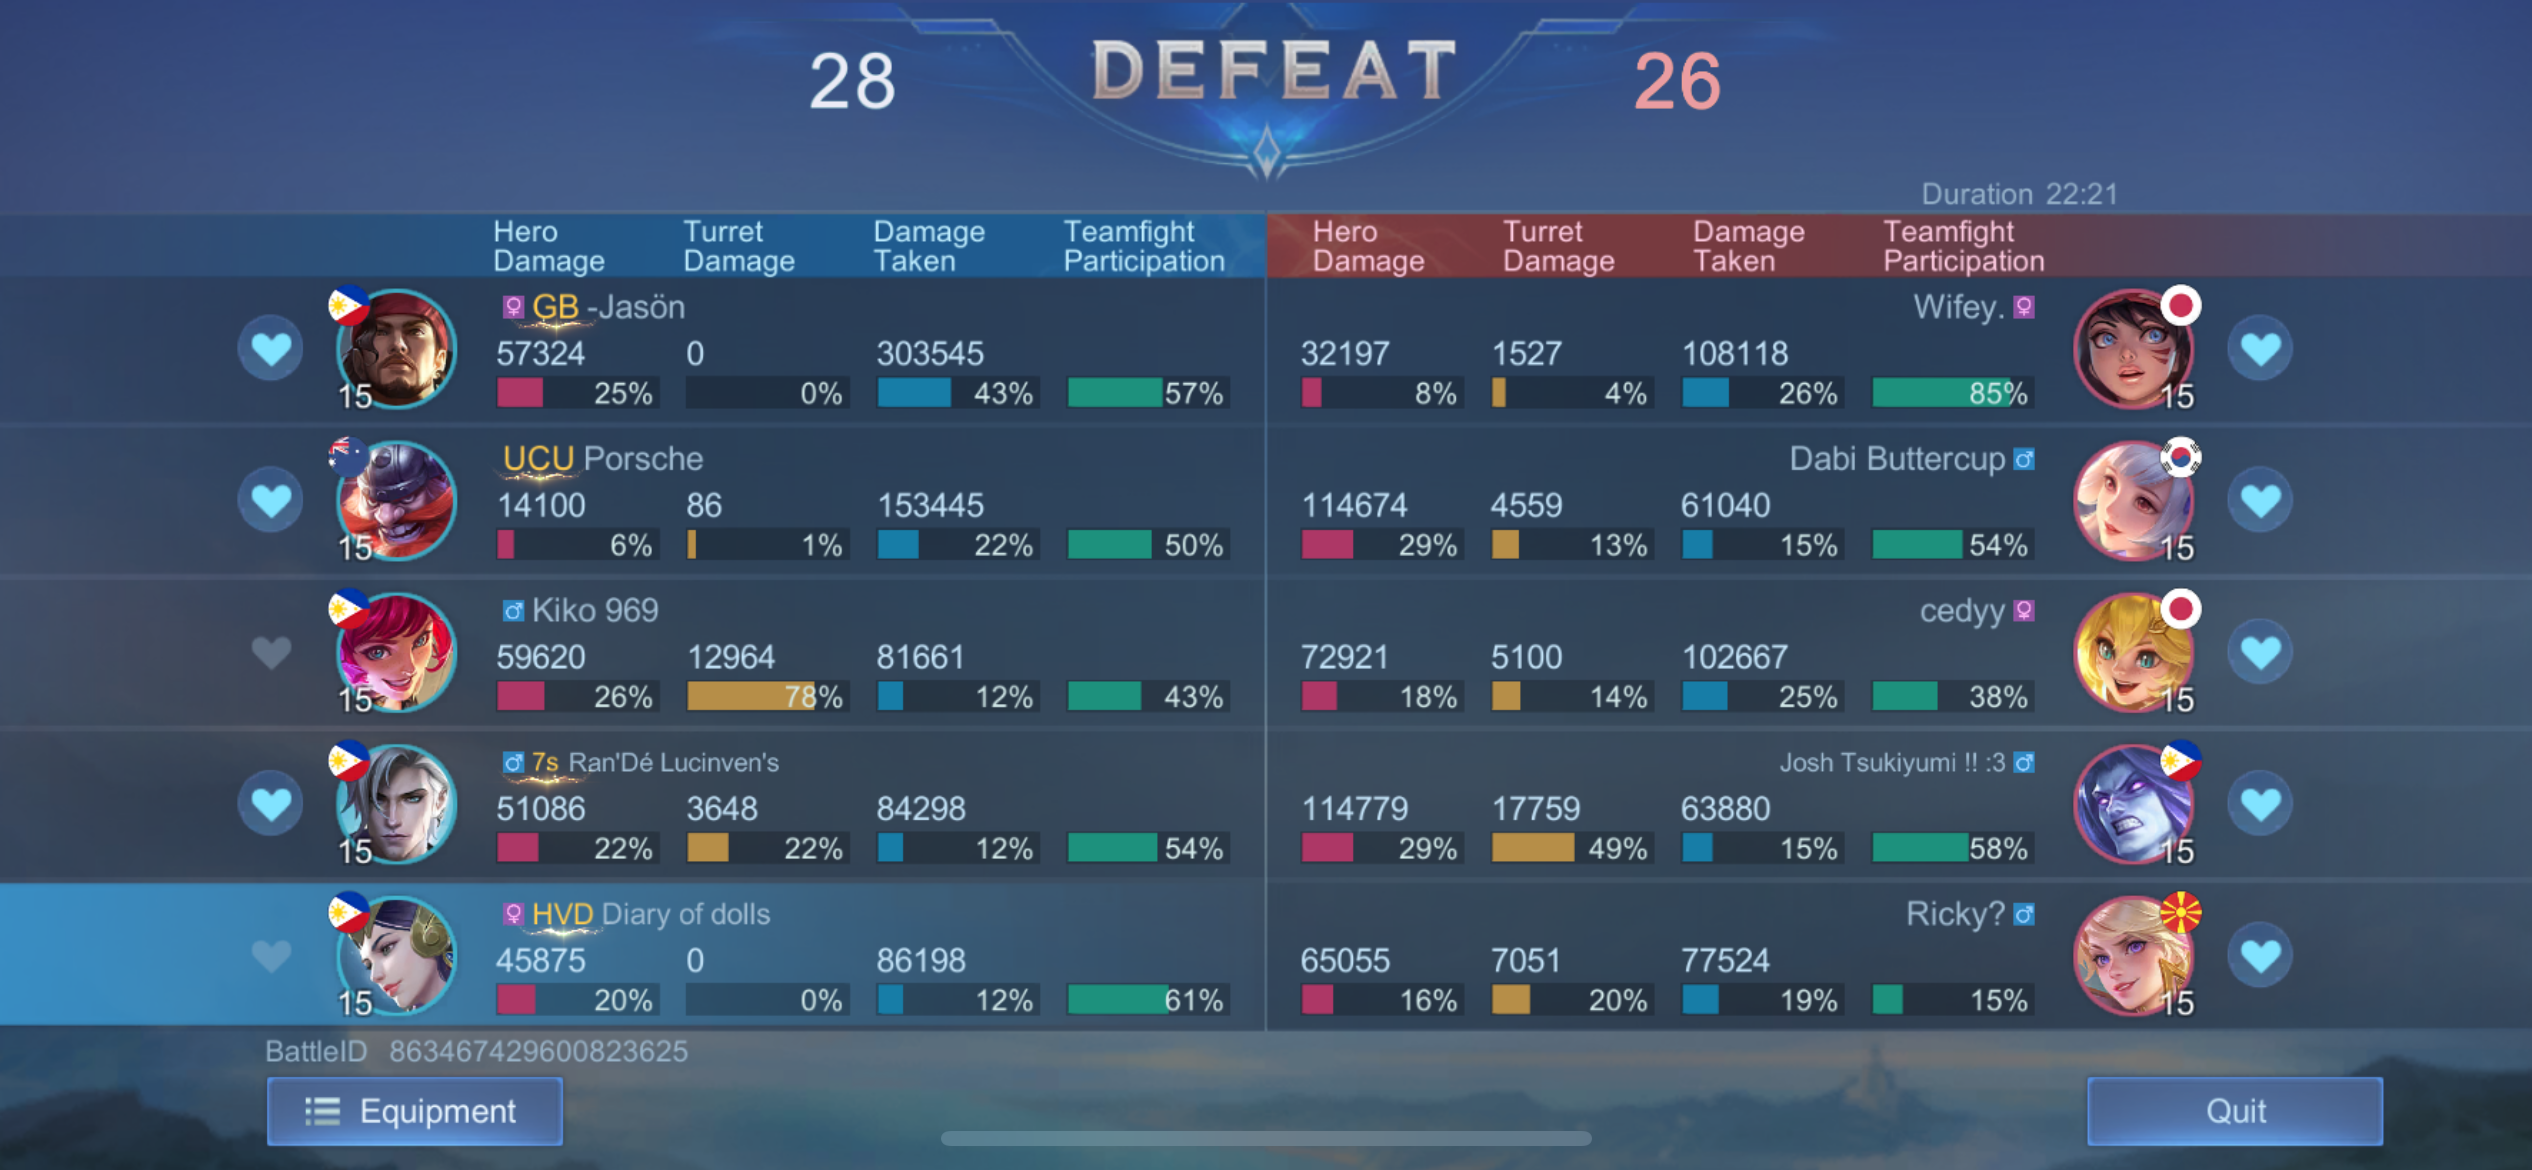 28 DEFEAT 26
Duration 22:21
Hero Damage Turret Damage Damage Taken Teamfight Participation Hero Damage Turret Damage Damage Taken Teamfight Participation
GB -Jasön
57324 0 303545
15 25% 0% 43% 57%
Wifey.
32197 1527 108118
8% 4% 26% 85% 15
UCU Porsche
14100 86 153445
15 6% 1% 22% 50%
Dabi Buttercup
114674 4559 61040
29% 13% 15% 54% 15
Kiko 969
59620 12964 81661
15 26% 78% 12% 43%
cedyy
72921 5100 102667
18% 14% 25% 38% 15
7s Ran'Dé Lucinven's
51086 3648 84298
15 22% 22% 12% 54%
Josh Tsukiyumi !! :3
114779 17759 63880
29% 49% 15% 58% 15
HVD Diary of dolls
45875 0 86198
15 20% 0% 12% 61%
Ricky?
65055 7051 77524
16% 20% 19% 15% 15
BattleID 863467429600823625
Equipment
Quit